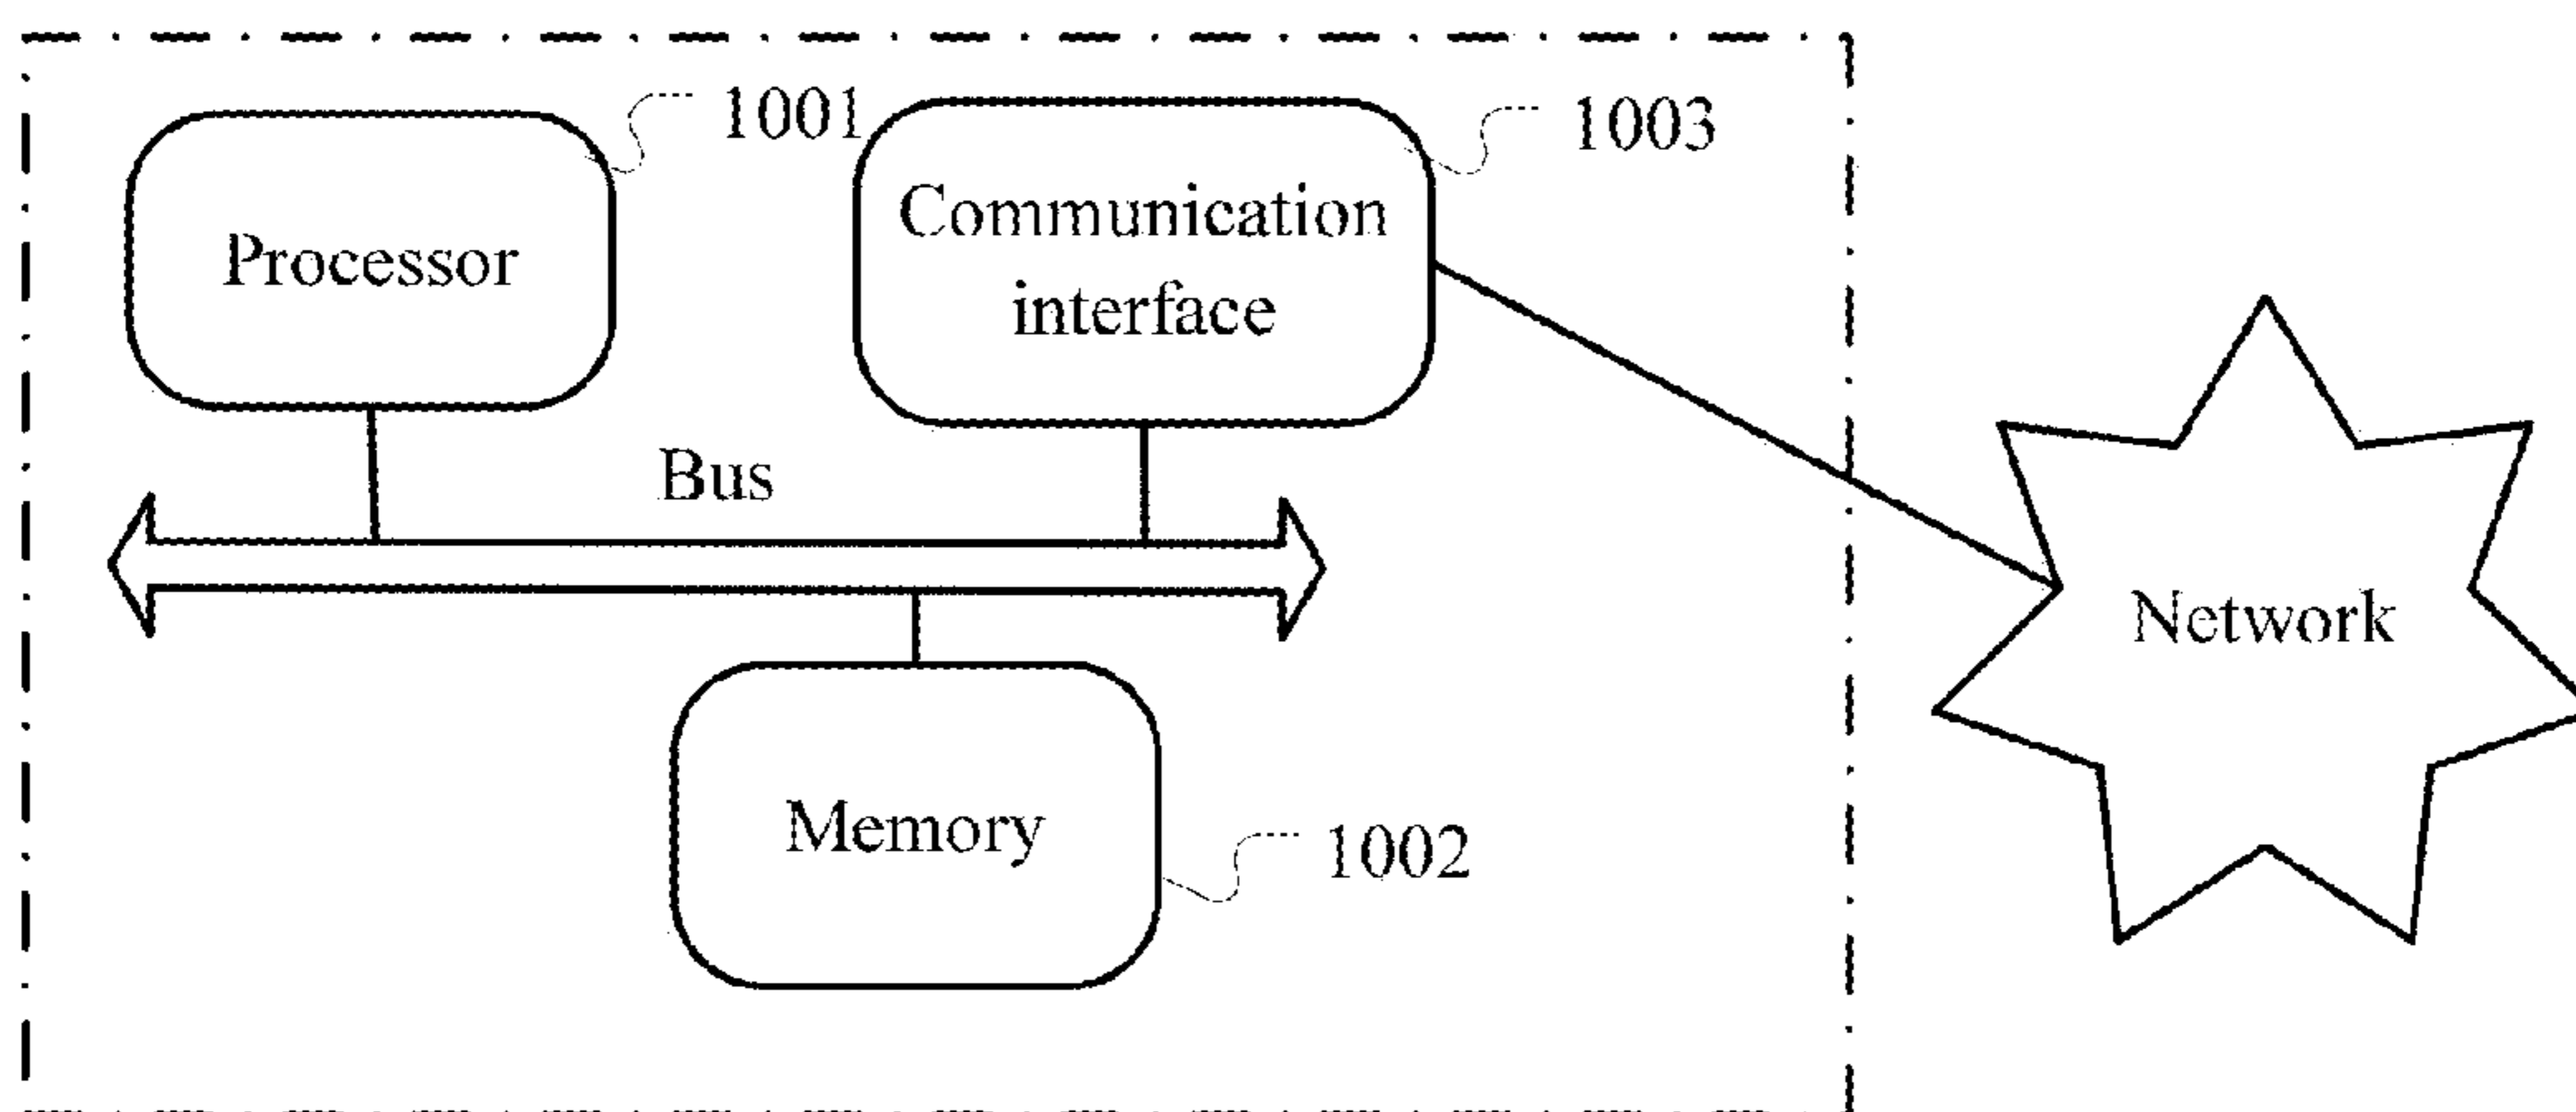 1001
1003
Processor
Communication
interface
Bus
Network
Memory
1002